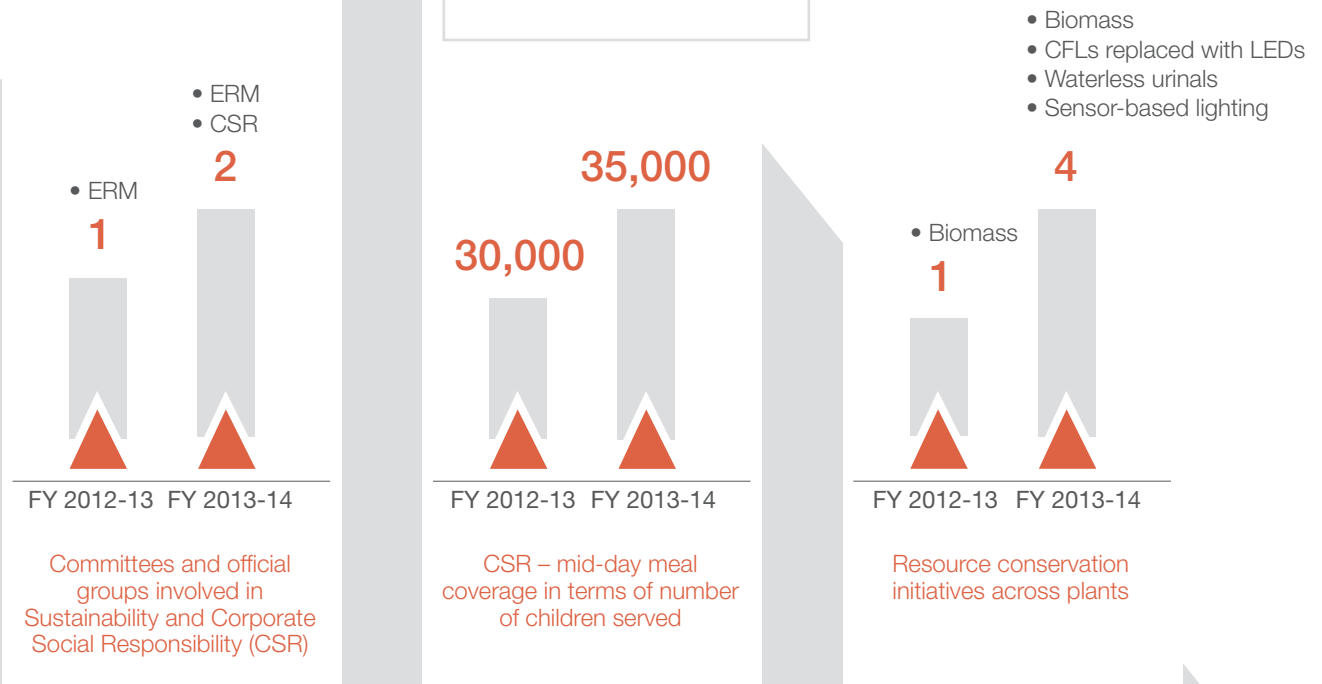 • ERM
1
• ERM
• CSR
2
FY 2012-13 FY 2013-14
Committees and official
groups involved in
Sustainability and Corporate
Social Responsibility (CSR)
30,000
35,000
FY 2012-13 FY 2013-14
CSR – mid-day meal
coverage in terms of number
of children served
• Biomass
1
• Biomass
• CFLs replaced with LEDs
• Waterless urinals
• Sensor-based lighting
4
FY 2012-13 FY 2013-14
Resource conservation
initiatives across plants